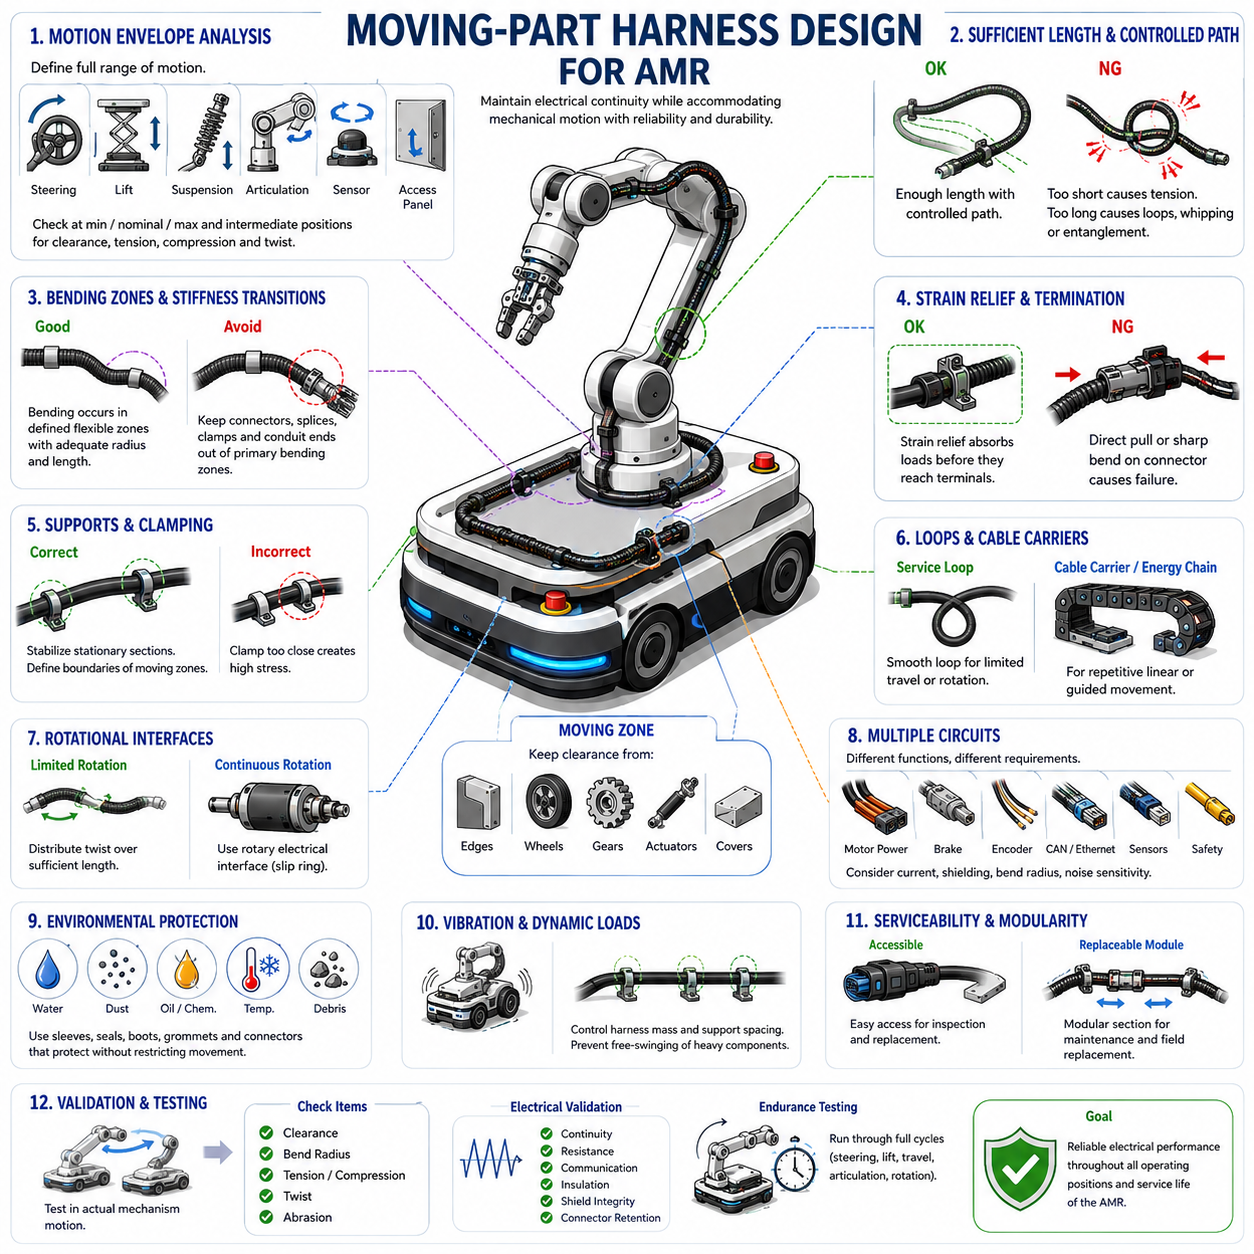 MOVING-PART HARNESS DESIGN
FOR AMR
Maintain electrical continuity while accommodating
mechanical motion with reliability and durability.
1. MOTION ENVELOPE ANALYSIS
Define full range of motion.
Steering
Lift
Suspension
Articulation
Sensor
Access
Panel
Check at min / nominal / max and intermediate positions
for clearance, tension, compression and twist.
2. SUFFICIENT LENGTH & CONTROLLED PATH
OK
NG
Enough length with
controlled path.
Too short causes tension.
Too long causes loops, whipping
or entanglement.
3. BENDING ZONES & STIFFNESS TRANSITIONS
Good
Avoid
Bending occurs in
defined flexible zones
with adequate radius
and length.
Keep connectors, splices,
clamps and conduit ends
out of primary bending
zones.
4. STRAIN RELIEF & TERMINATION
OK
NG
Strain relief absorbs
loads before they
reach terminals.
Direct pull or sharp
bend on connector
causes failure.
5. SUPPORTS & CLAMPING
Correct
Incorrect
Stabilize stationary sections.
Define boundaries of moving zones.
Clamp too close creates
high stress.
6. LOOPS & CABLE CARRIERS
Service Loop
Cable Carrier / Energy Chain
Smooth loop for limited
travel or rotation.
For repetitive linear or
guided movement.
7. ROTATIONAL INTERFACES
Limited Rotation
Continuous Rotation
Distribute twist over
sufficient length.
Use rotary electrical
interface (slip ring).
MOVING ZONE
Keep clearance from:
Edges
Wheels
Gears
Actuators
Covers
8. MULTIPLE CIRCUITS
Different functions, different requirements.
Motor Power
Brake
Encoder
CAN / Ethernet
Sensors
Safety
Consider current, shielding, bend radius, noise sensitivity.
9. ENVIRONMENTAL PROTECTION
Water
Dust
Oil / Chem.
Temp.
Debris
Use sleeves, seals, boots, grommets and connectors
that protect without restricting movement.
10. VIBRATION & DYNAMIC LOADS
Control harness mass and support spacing.
Prevent free-swinging of heavy components.
11. SERVICEABILITY & MODULARITY
Accessible
Replaceable Module
Easy access for inspection
and replacement.
Modular section for
maintenance and field
replacement.
12. VALIDATION & TESTING
Test in actual mechanism
motion.
Check Items
Clearance
Bend Radius
Tension / Compression
Twist
Abrasion
Electrical Validation
Continuity
Resistance
Communication
Insulation
Shield Integrity
Connector Retention
Endurance Testing
Run through full cycles
(steering, lift, travel,
articulation, rotation).
Goal
Reliable electrical performance
throughout all operating
positions and service life
of the AMR.